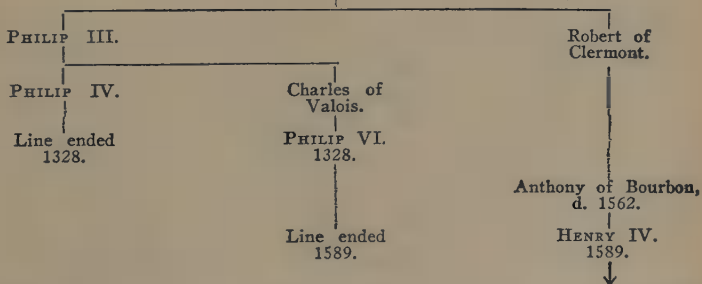 PHILIP III.
Robert of
Clermont.
PHILIP IV.
Charles of
Valois.
Line ended
1328.
PHILIP VI.
1328.
Anthony of Bourbon,
d. 1562.
Line ended
1589.
HENRY IV.
1589.